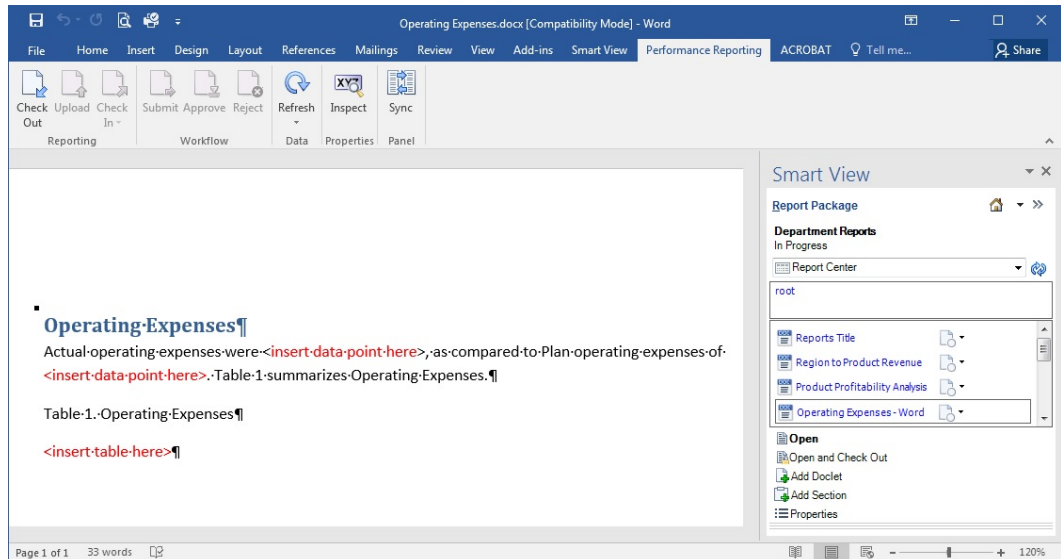 Operating Expenses.docx [Compatibility Mode] - Word
File Home Insert Design Layout References Mailings Review View Add-ins Smart View Performance Reporting ACROBAT Tell me... Share
Check Out Upload Check In Submit Approve Reject Refresh Inspect Sync
Reporting Workflow Data Properties Panel
Smart View
Report Package
Department Reports
In Progress
Report Center
root
Reports Title
Region to Product Revenue
Product Profitability Analysis
Operating Expenses - Word
Open
Open and Check Out
Add Doclet
Add Section
Properties
Operating·Expenses¶
Actual·operating·expenses·were·<insert·data·point·here>,·as·compared·to·Plan·operating·expenses·of·
<insert·data·point·here>.·Table·1·summarizes·Operating·Expenses.¶
Table·1.·Operating·Expenses¶
<insert·table·here>¶
Page 1 of 1 33 words 120%